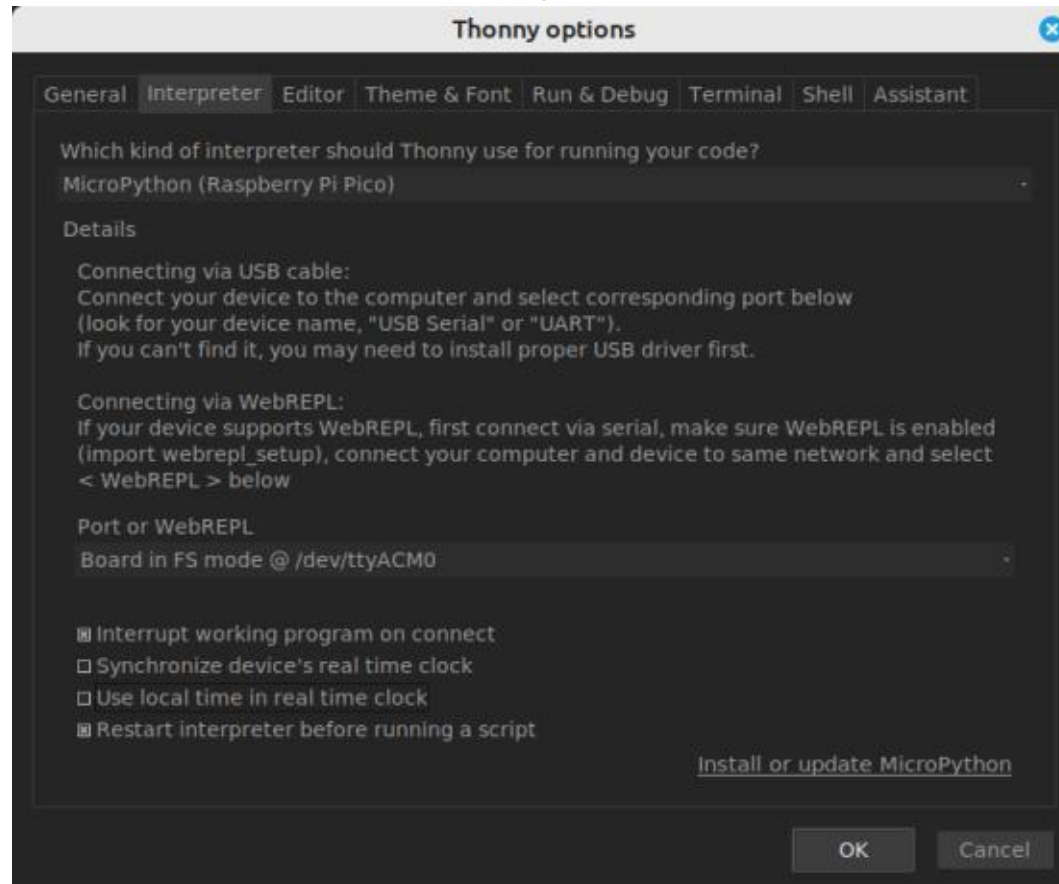 Thonny options
General Interpreter Editor Theme & Font Run & Debug Terminal Shell Assistant
Which kind of interpreter should Thonny use for running your code?
MicroPython (Raspberry Pi Pico)
Details
Connecting via USB cable:
Connect your device to the computer and select corresponding port below
(look for your device name, "USB Serial" or "UART").
If you can't find it, you may need to install proper USB driver first.
Connecting via WebREPL:
If your device supports WebREPL, first connect via serial, make sure WebREPL is enabled
(import webrepl_setup), connect your computer and device to same network and select
< WebREPL > below
Port or WebREPL
Board in FS mode @ /dev/ttyACM0
Interrupt working program on connect
Synchronize device's real time clock
Use local time in real time clock
Restart interpreter before running a script
Install or update MicroPython
OK Cancel